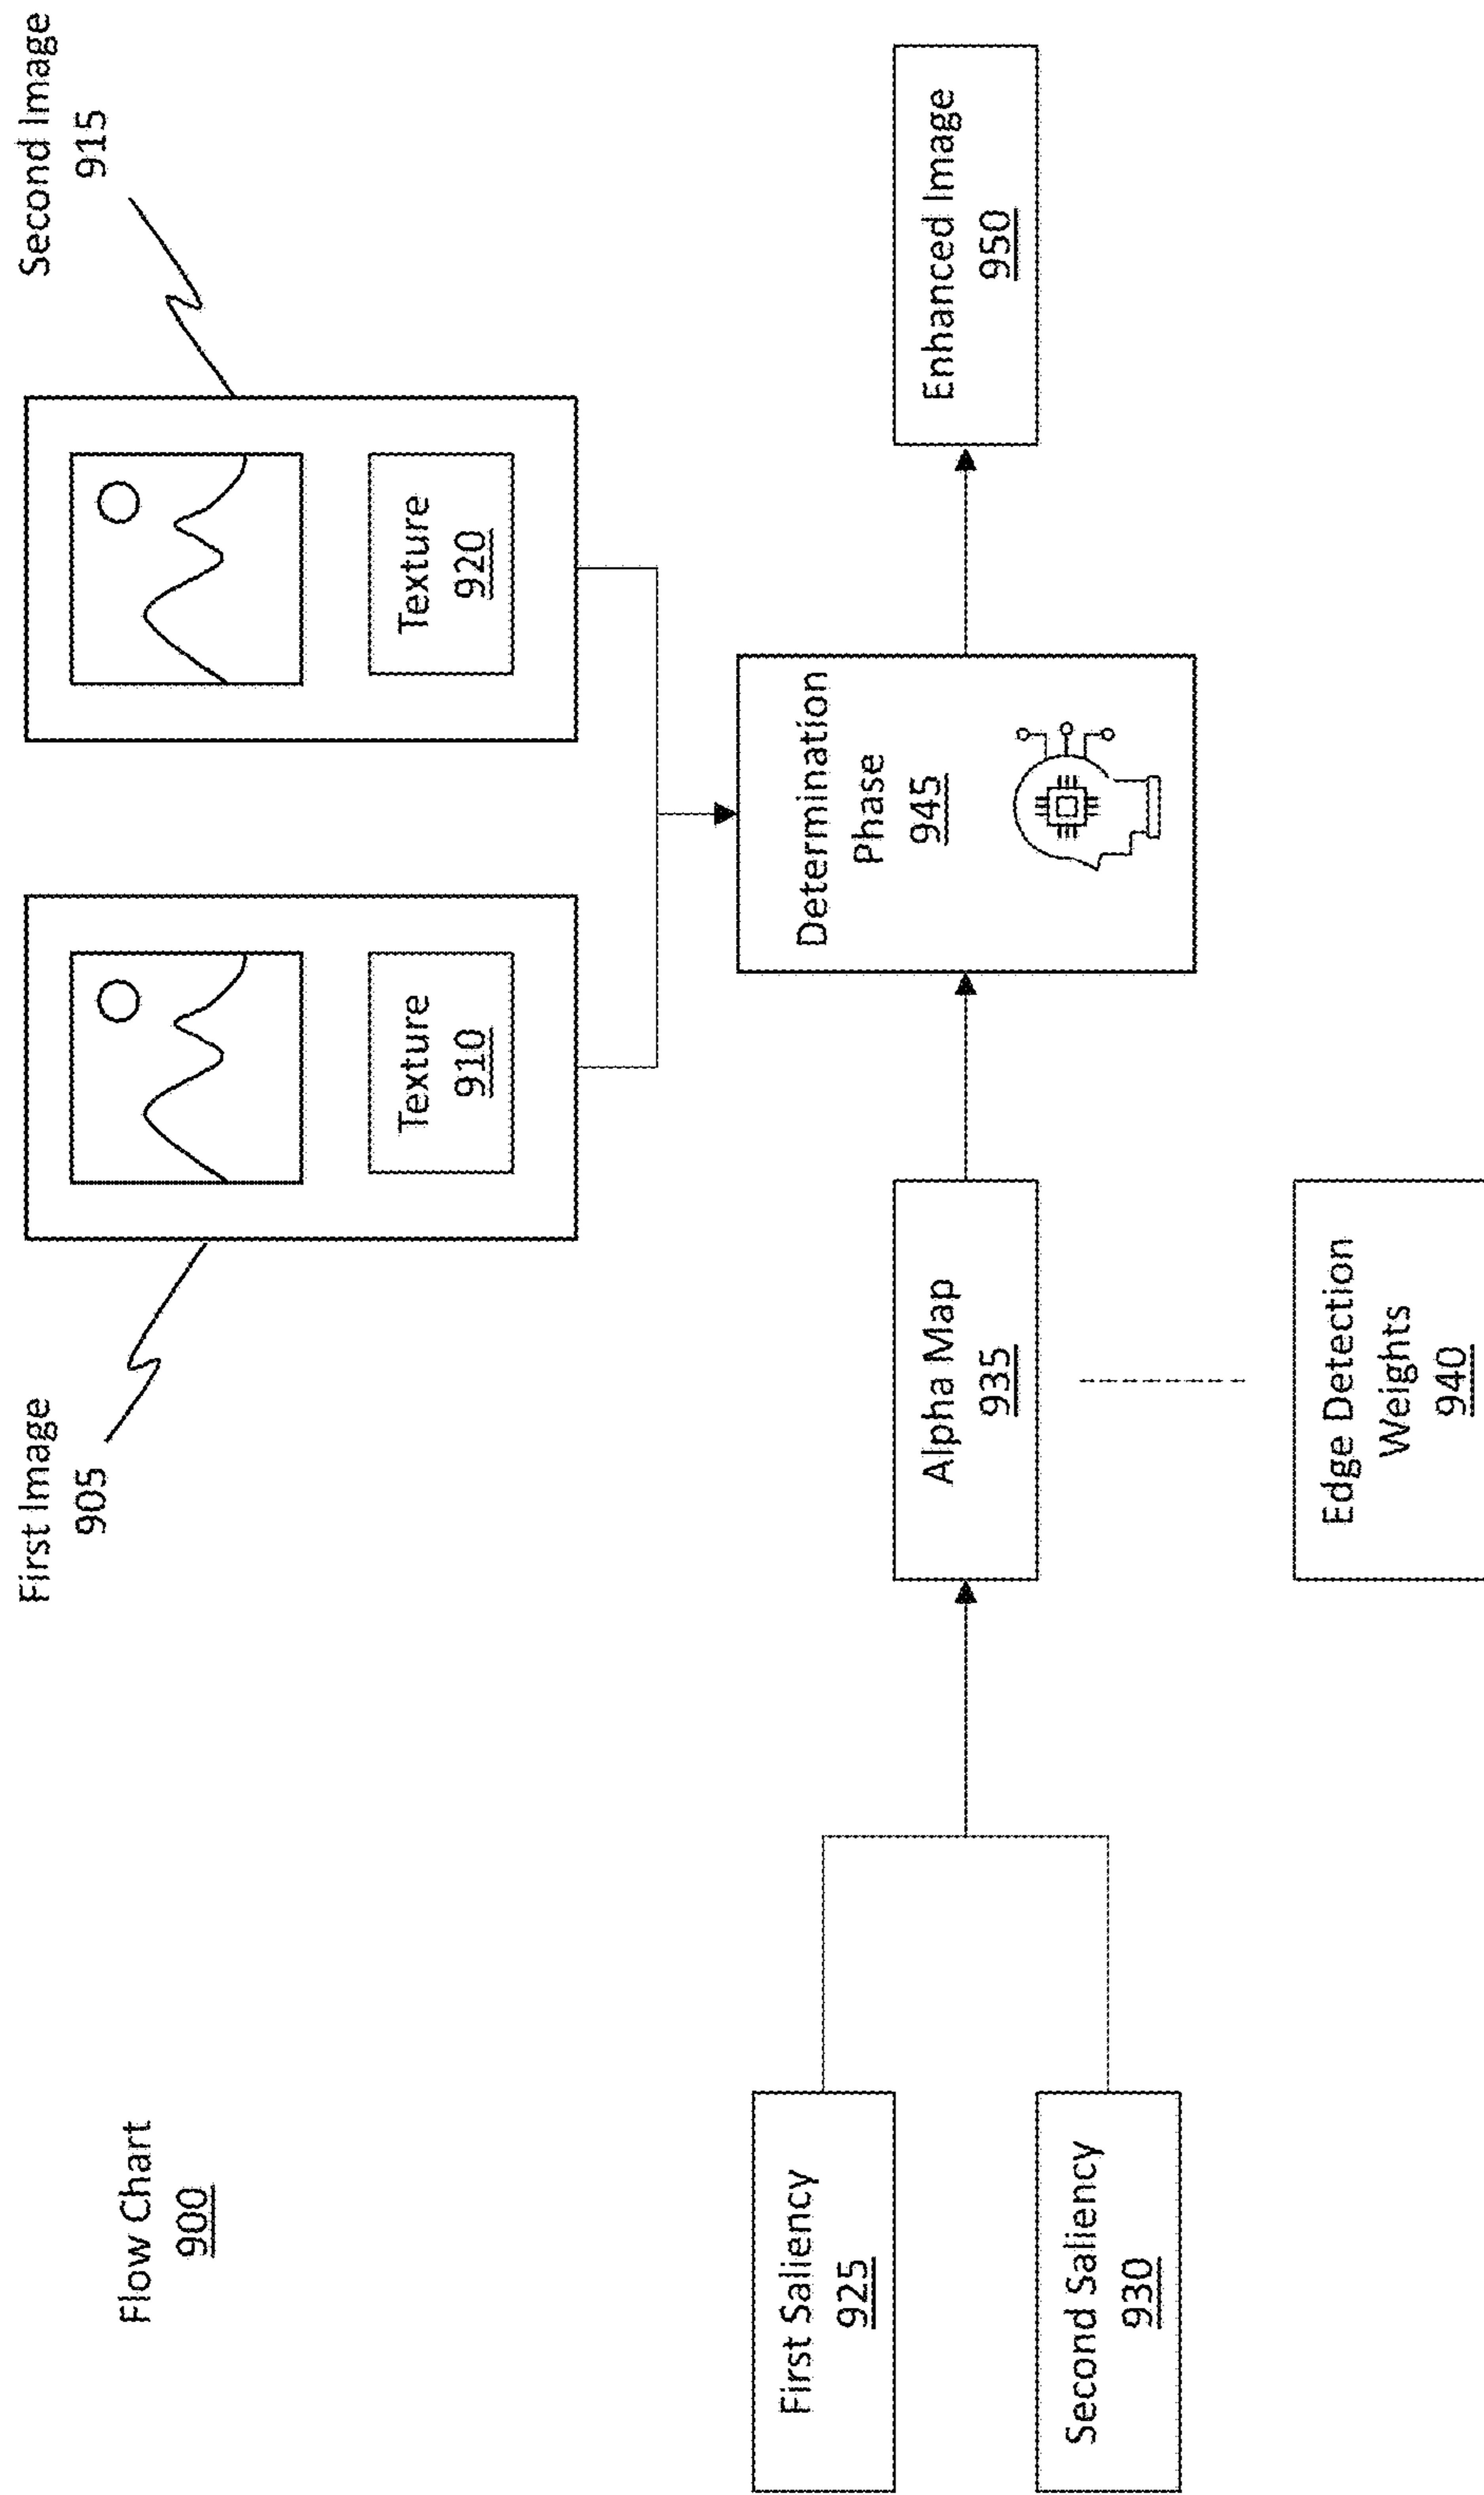 Flow Chart
900
First Image
905
Second Image
915
Texture
910
Texture
920
First Saliency
925
Second Saliency
930
Alpha Map
935
Edge Detection
Weights
940
Determination
Phase
945
Enhanced Image
950